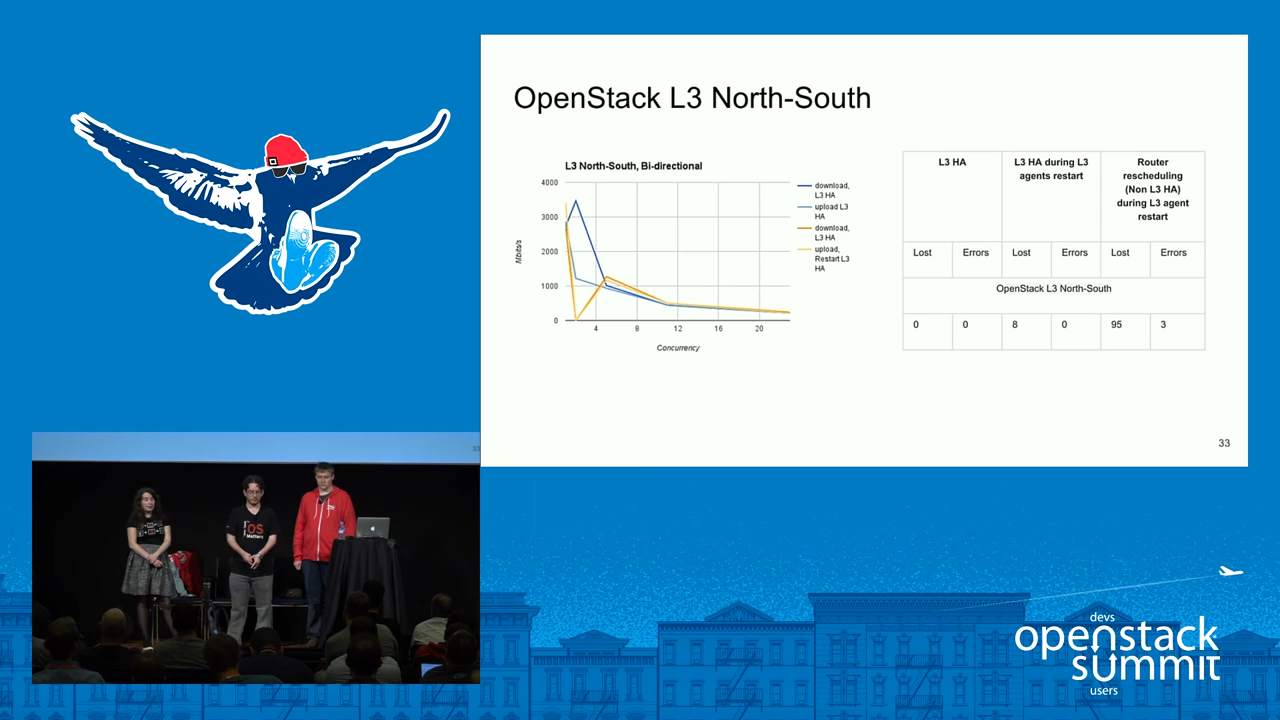 OpenStack L3 North-South
L3 North-South, Bi-directional
4000
3000
2000
1000
0
Mbits/s
4
8
12
16
20
Concurrency
download,
L3 HA
upload L3
HA
download,
L3 HA
upload,
Restart L3
HA
L3 HA
L3 HA during L3
agents restart
Router
rescheduling
(Non L3 HA)
during L3 agent
restart
Lost
Errors
Lost
Errors
Lost
Errors
OpenStack L3 North-South
0
0
8
0
95
3
33
OS
Matters
devs
openstack
summit
users